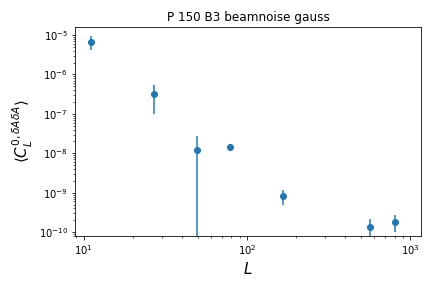 P 150 B3 beamnoise gauss
10⁻⁵
10⁻⁶
10⁻⁷
10⁻⁸
10⁻⁹
10⁻¹⁰
⟨C_L^{0, δAδA}⟩
10¹ 10² 10³
L